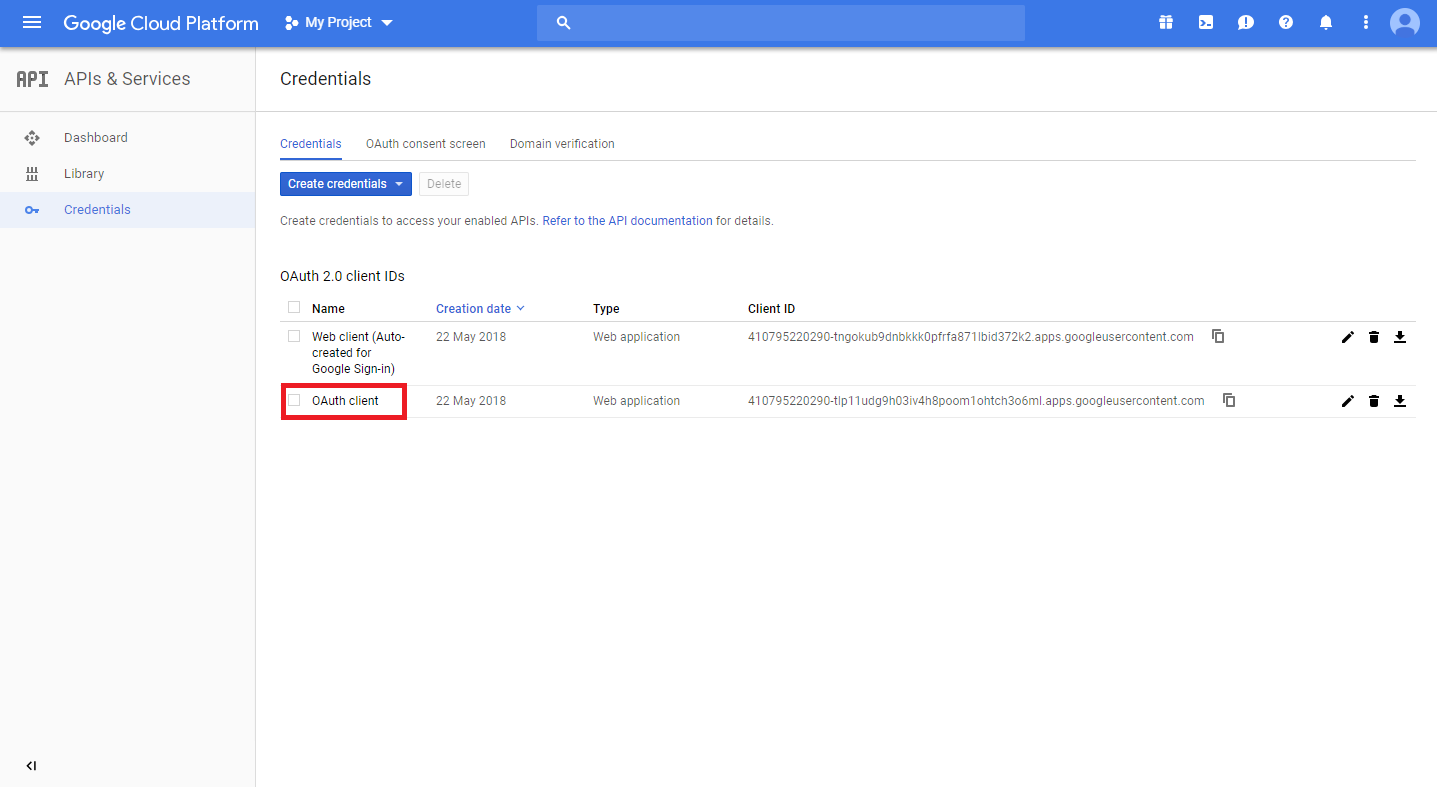 Google Cloud Platform
My Project
API
APIs & Services
Credentials
Dashboard
Library
Credentials
Credentials
OAuth consent screen
Domain verification
Create credentials
Delete
Create credentials to access your enabled APIs. Refer to the API documentation for details.
OAuth 2.0 client IDs
Name
Creation date
Type
Client ID
Web client (Auto-
created for
Google Sign-in)
22 May 2018
Web application
410795220290-tngokub9dnbkkk0pfrfa871lbid372k2.apps.googleusercontent.com
OAuth client
22 May 2018
Web application
410795220290-tlp11udg9h03iv4h8poom1ohtch3o6ml.apps.googleusercontent.com